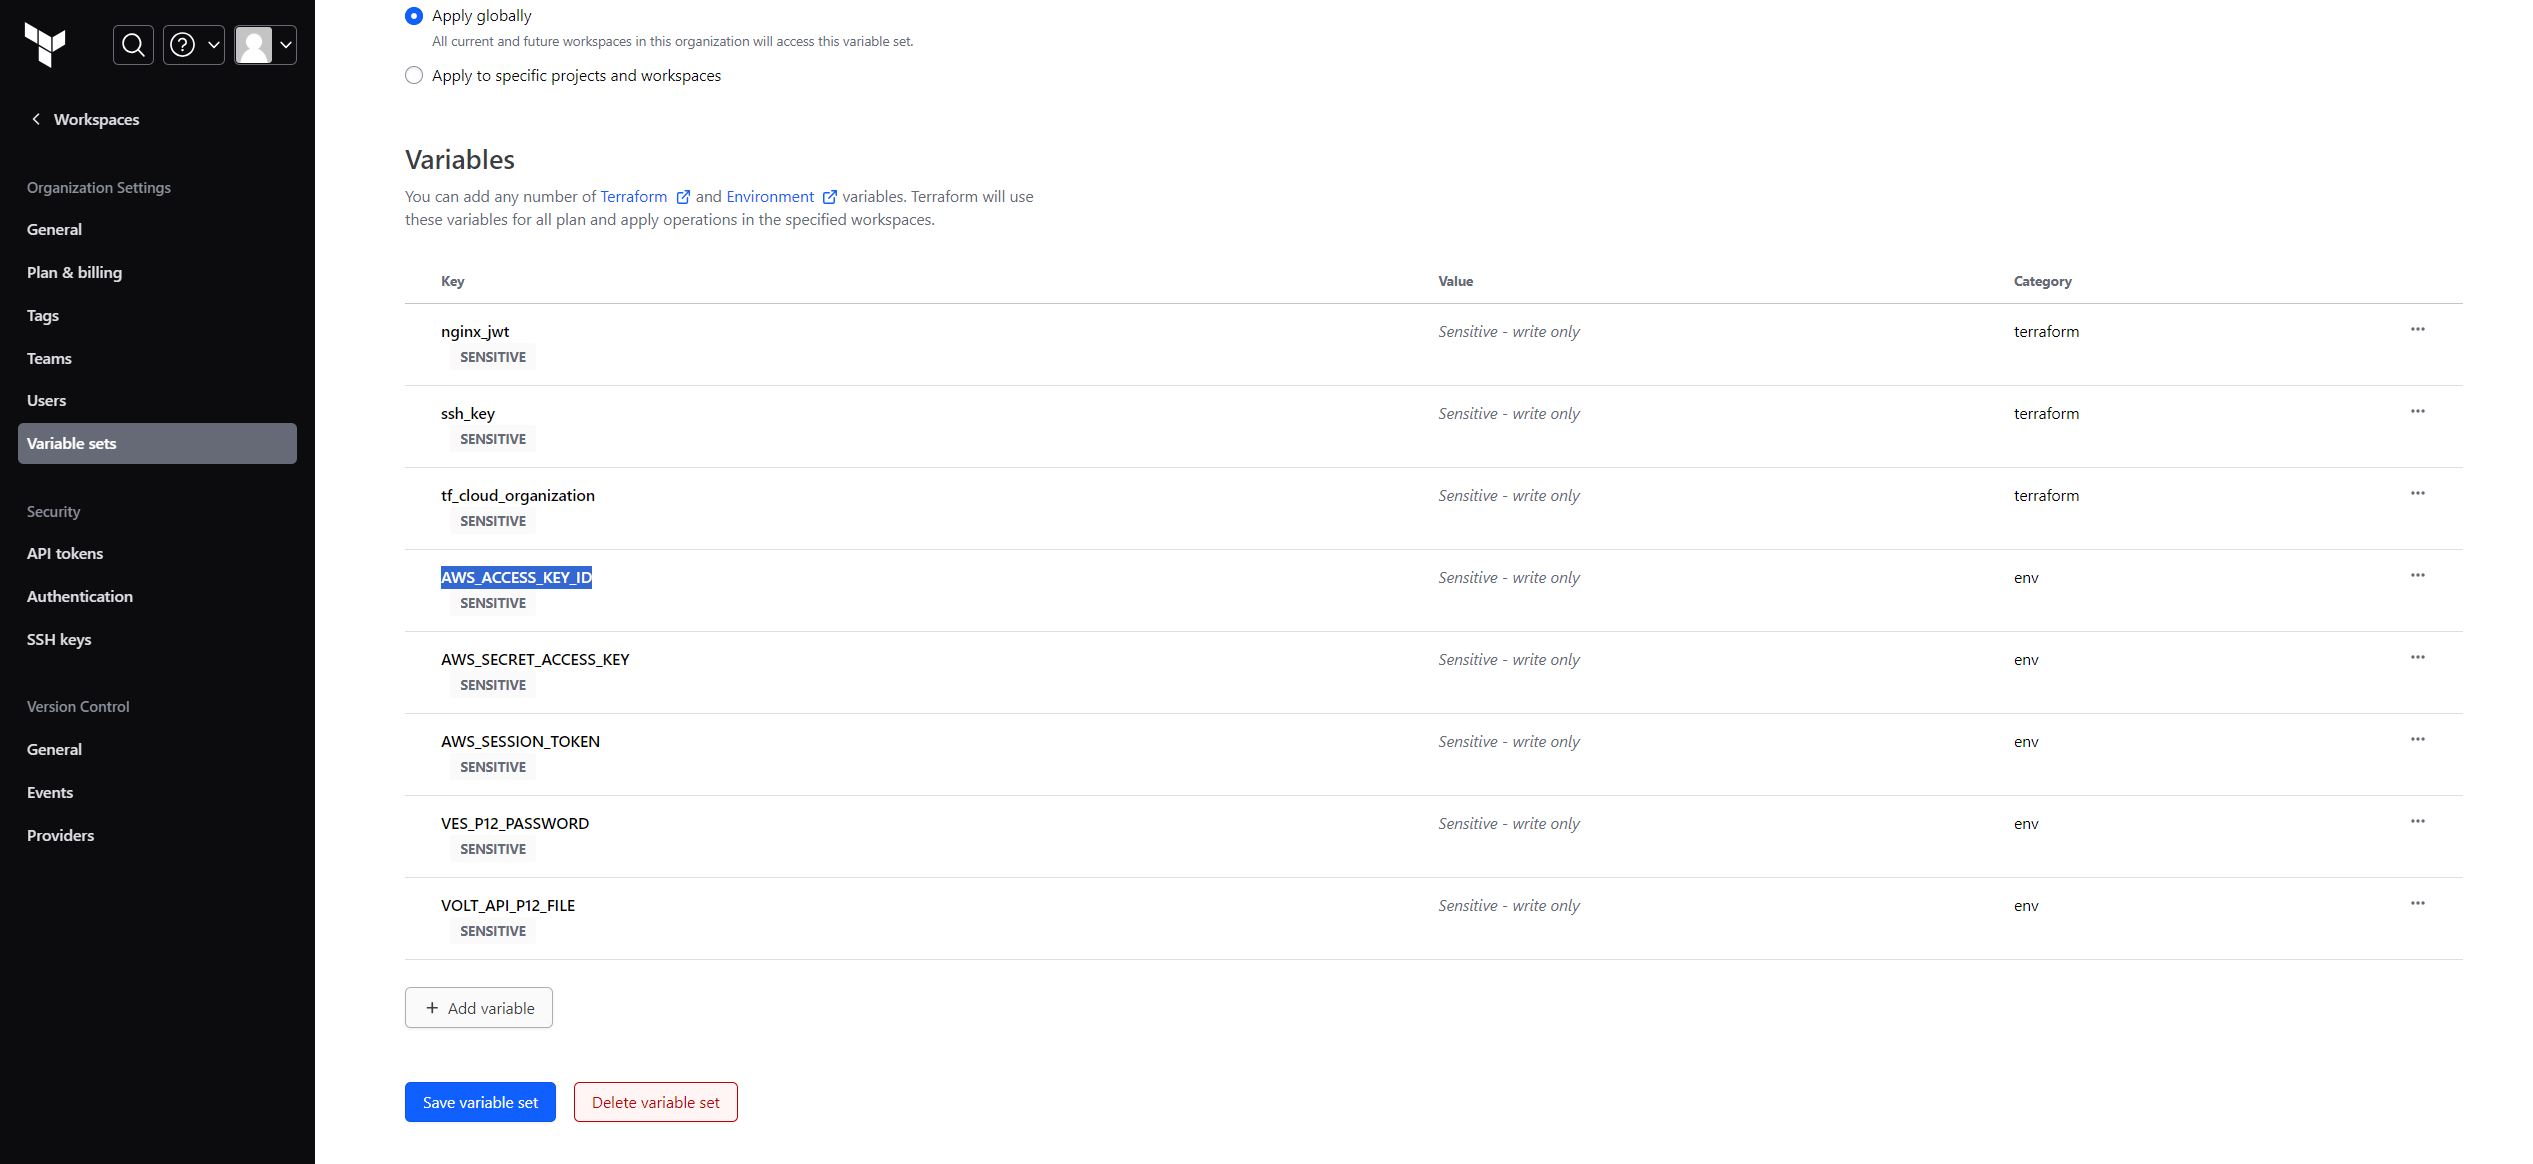 Workspaces
Organization Settings
General
Plan & billing
Tags
Teams
Users
Variable sets
Security
API tokens
Authentication
SSH keys
Version Control
General
Events
Providers
Apply globally
All current and future workspaces in this organization will access this variable set.
Apply to specific projects and workspaces
Variables
You can add any number of Terraform and Environment variables. Terraform will use
these variables for all plan and apply operations in the specified workspaces.
Key Value Category
nginx_jwt Sensitive - write only terraform
SENSITIVE
ssh_key Sensitive - write only terraform
SENSITIVE
tf_cloud_organization Sensitive - write only terraform
SENSITIVE
AWS_ACCESS_KEY_ID Sensitive - write only env
SENSITIVE
AWS_SECRET_ACCESS_KEY Sensitive - write only env
SENSITIVE
AWS_SESSION_TOKEN Sensitive - write only env
SENSITIVE
VES_P12_PASSWORD Sensitive - write only env
SENSITIVE
VOLT_API_P12_FILE Sensitive - write only env
SENSITIVE
+ Add variable
Save variable set Delete variable set